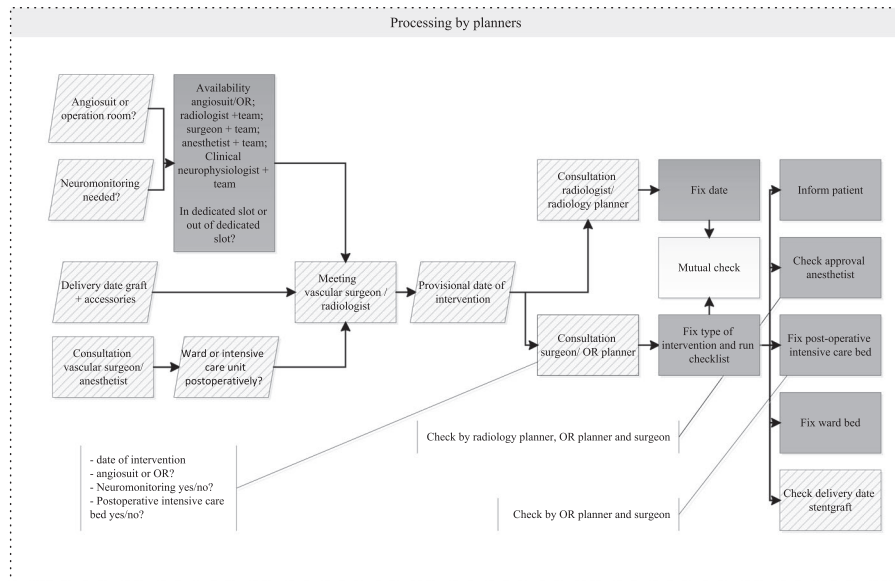 Processing by planners
Angiosuit or
operation room?
Neuromonitoring
needed?
Availability
angiosuit/OR;
radiologist +team;
surgeon + team;
anesthetist + team;
Clinical
neurophysiologist +
team
In dedicated slot or
out of dedicated
slot?
Delivery date graft
+ accessories
Consultation
vascular surgeon/
anesthetist
Ward or intensive
care unit
postoperatively?
Meeting
vascular surgeon /
radiologist
Provisional date of
intervention
Consultation
radiologist/
radiology planner
Consultation
surgeon/ OR planner
Fix date
Mutual check
Fix type of
intervention and run
checklist
Inform patient
Check approval
anesthetist
Fix post-operative
intensive care bed
Fix ward bed
Check delivery date
stentgraft
Check by radiology planner, OR planner and surgeon
- date of intervention
- angiosuit or OR?
- Neuromonitoring yes/no?
- Postoperative intensive care
bed yes/no?
Check by OR planner and surgeon